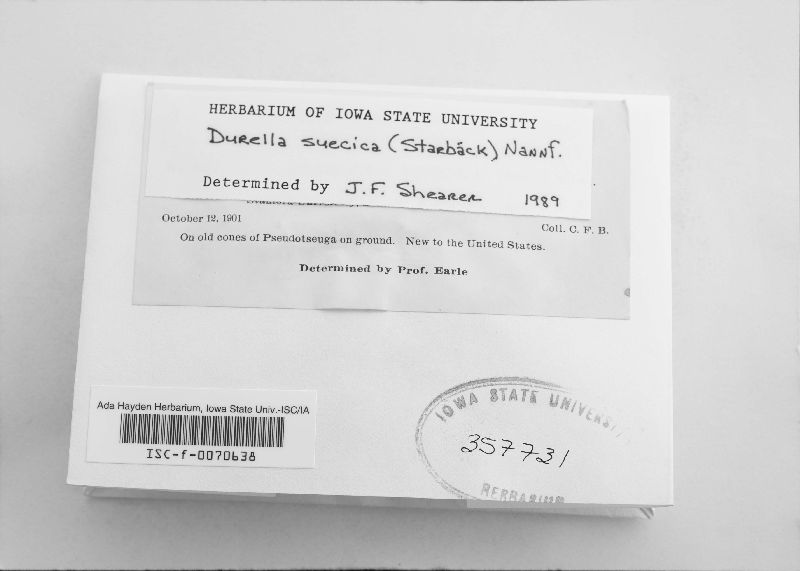 HERBARIUM OF IOWA STATE UNIVERSITY
Durella suecica (Starbäck) Nannf.
Determined by J.F. Shearer 1989
October 12, 1901
Coll. C. F. B.
On old cones of Pseudotsuga on ground. New to the United States.
Determined by Prof. Earle
Ada Hayden Herbarium, Iowa State Univ.-ISC/IA
ISC-f-0070638
IOWA STATE UNIVERSITY
357731
HERBARIUM